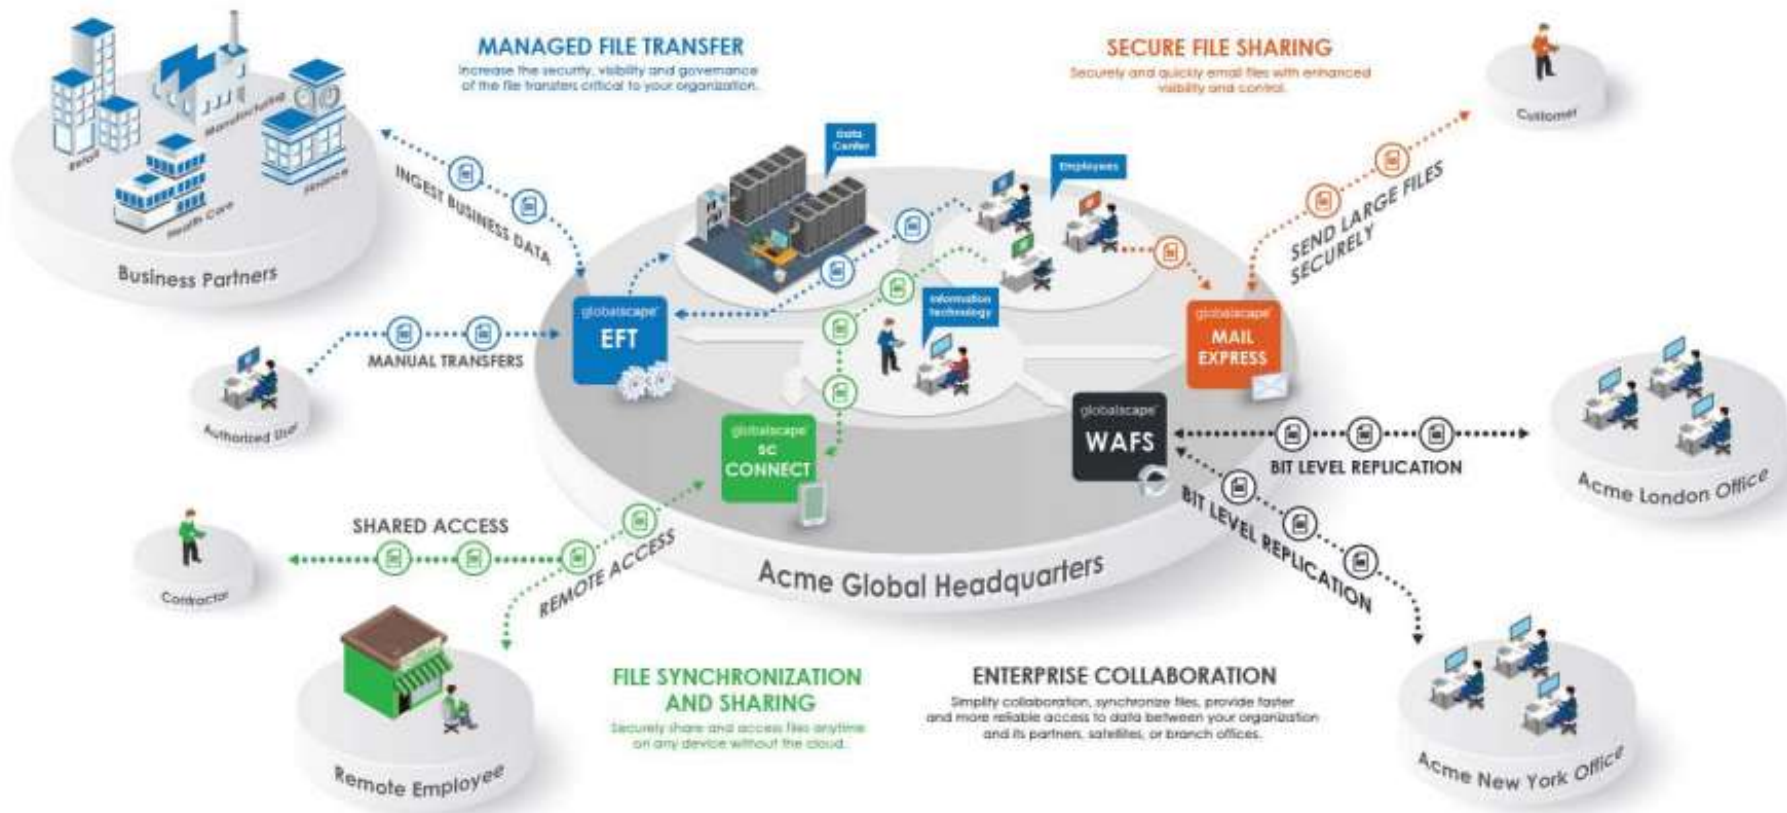 MANAGED FILE TRANSFER
Increase the security, visibility and governance
of the file transfers critical to your organization.
SECURE FILE SHARING
Securely and quickly email files with enhanced
visibility and control.
Customer
Retail
Manufacturing
Health Care
Finance
Business Partners
INGEST BUSINESS DATA
Data
Center
Employees
SEND LARGE FILES
SECURELY
Information
technology
globalscape®
EFT
globalscape®
MAIL
EXPRESS
MANUAL TRANSFERS
Authorized User
globalscape®
SC
CONNECT
globalscape®
WAFS
BIT LEVEL REPLICATION
Acme London Office
BIT LEVEL REPLICATION
SHARED ACCESS
REMOTE ACCESS
Contractor
Acme Global Headquarters
FILE SYNCHRONIZATION
AND SHARING
Securely share and access files anytime
on any device without the cloud.
ENTERPRISE COLLABORATION
Simplify collaboration, synchronize files, provide faster
and more reliable access to data between your organization
and its partners, satellites, or branch offices.
Remote Employee
Acme New York Office